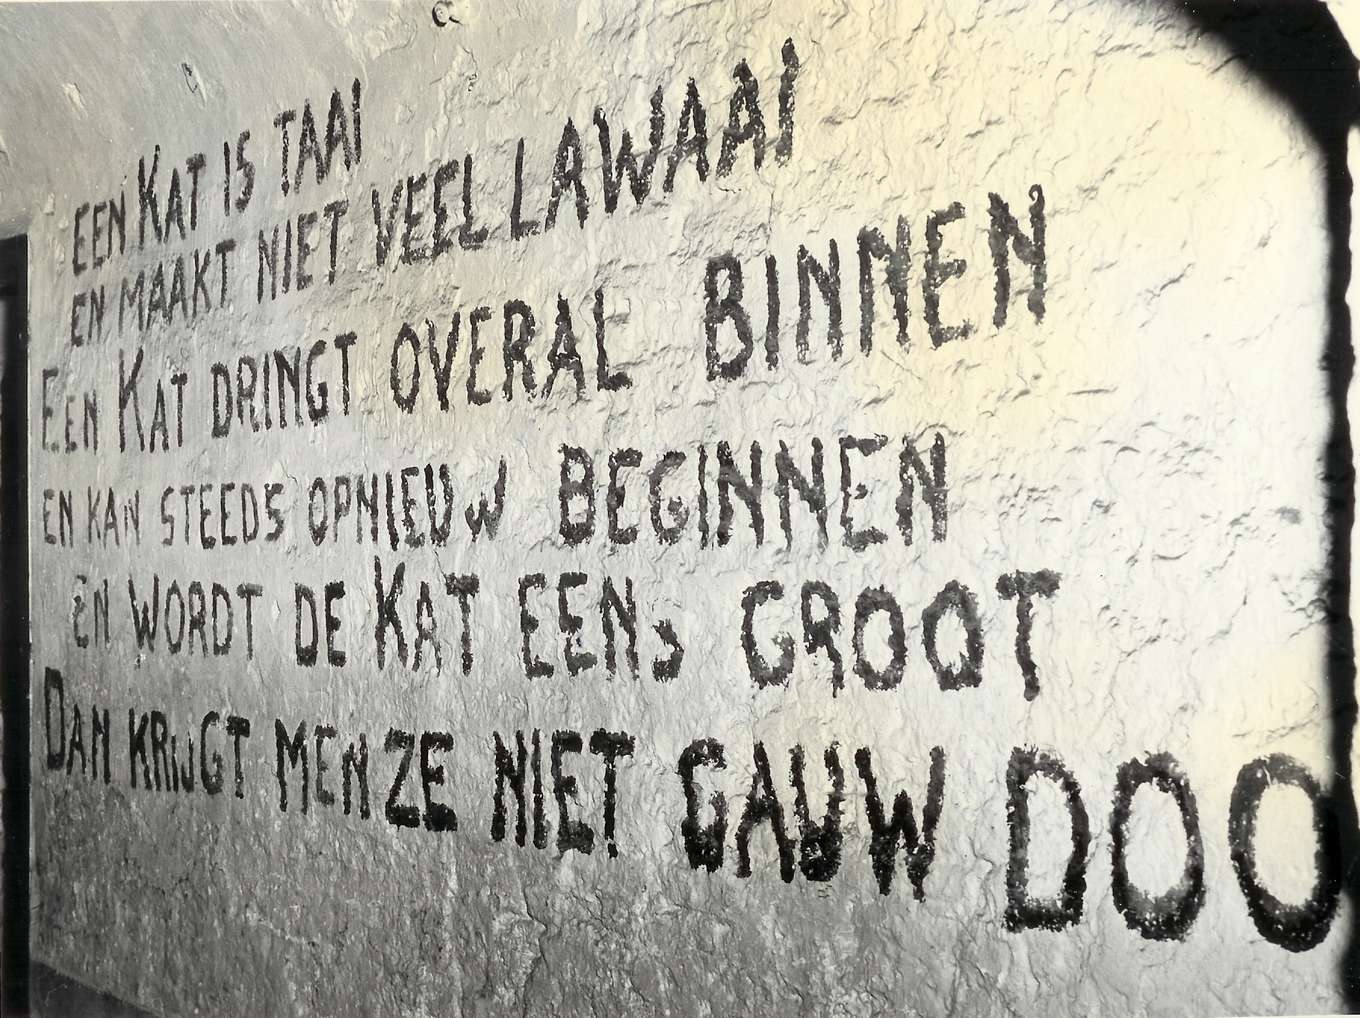 EEN KAT IS TAAI
EN MAAKT NIET VEEL LAWAAI
EEN KAT DRINGT OVERAL BINNEN
EN KAN STEEDS OPNIEUW BEGINNEN
EN WORDT DE KAT EENS GROOT
DAN KRIJGT MEN ZE NIET GAUW DOO